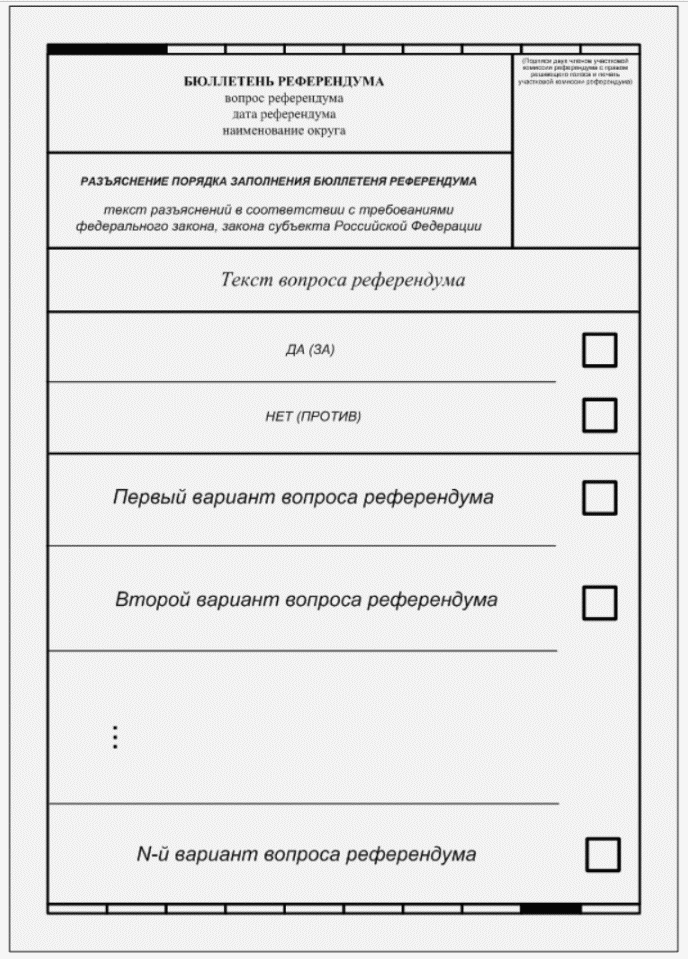 БЮЛЛЕТЕНЬ РЕФЕРЕНДУМА
вопрос референдума
дата референдума
наименование округа
(Подписи двух членов участковой
комиссии референдума с правом
решающего голоса и печать
участковой комиссии референдума)
РАЗЪЯСНЕНИЕ ПОРЯДКА ЗАПОЛНЕНИЯ БЮЛЛЕТЕНЯ РЕФЕРЕНДУМА
текст разъяснений в соответствии с требованиями
федерального закона, закона субъекта Российской Федерации
Текст вопроса референдума
ДА (ЗА)
НЕТ (ПРОТИВ)
Первый вариант вопроса референдума
Второй вариант вопроса референдума
⋮
N-й вариант вопроса референдума